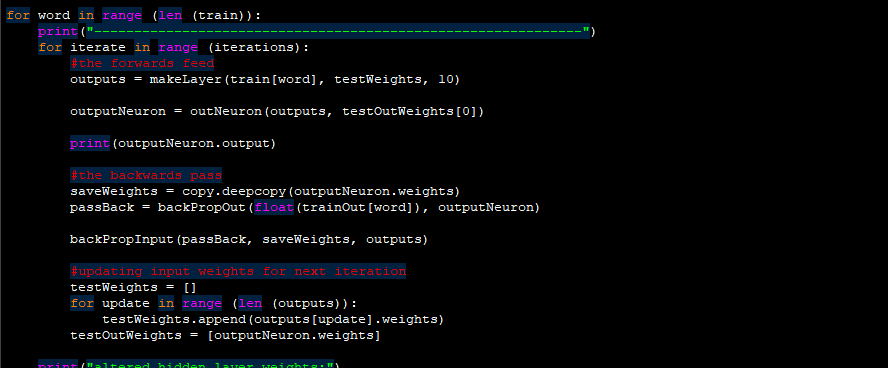 for word in range (len (train)):
print("-------------------------------------------------------------")
for iterate in range (iterations):
#the forwards feed
outputs = makeLayer(train[word], testWeights, 10)
outputNeuron = outNeuron(outputs, testOutWeights[0])
print(outputNeuron.output)
#the backwards pass
saveWeights = copy.deepcopy(outputNeuron.weights)
passBack = backPropOut(float(trainOut[word]), outputNeuron)
backPropInput(passBack, saveWeights, outputs)
#updating input weights for next iteration
testWeights = []
for update in range (len (outputs)):
testWeights.append(outputs[update].weights)
testOutWeights = [outputNeuron.weights]
print("altered hidden layer weights:")